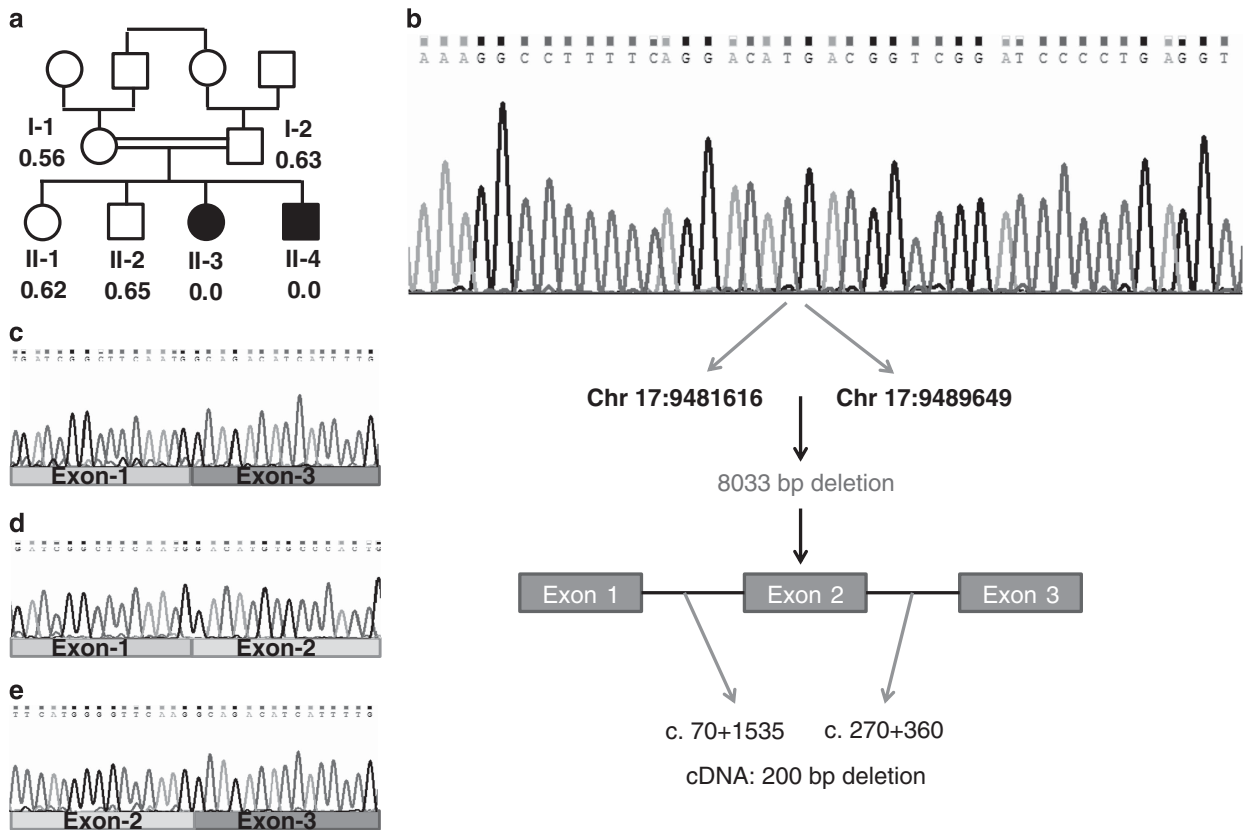 a
I-1
0.56
I-2
0.63
II-1
0.62
II-2
0.65
II-3
0.0
II-4
0.0
b
A A A G G C C T T T T C A G G A C A T G A C G G T C G G A T C C C C T G A G G T
Chr 17:9481616
Chr 17:9489649
8033 bp deletion
Exon 1
Exon 2
Exon 3
c. 70+1535
c. 270+360
cDNA: 200 bp deletion
c
T G A T C G G C T T C A A T G G C A G A C A T C A T T T T G
Exon-1
Exon-3
d
G A T C G G C T T C A A T G G A C A T G T G C C C A C T G
Exon-1
Exon-2
e
T T C A T G G G G T T C A A G G C A G A C A T C A T T T T G
Exon-2
Exon-3